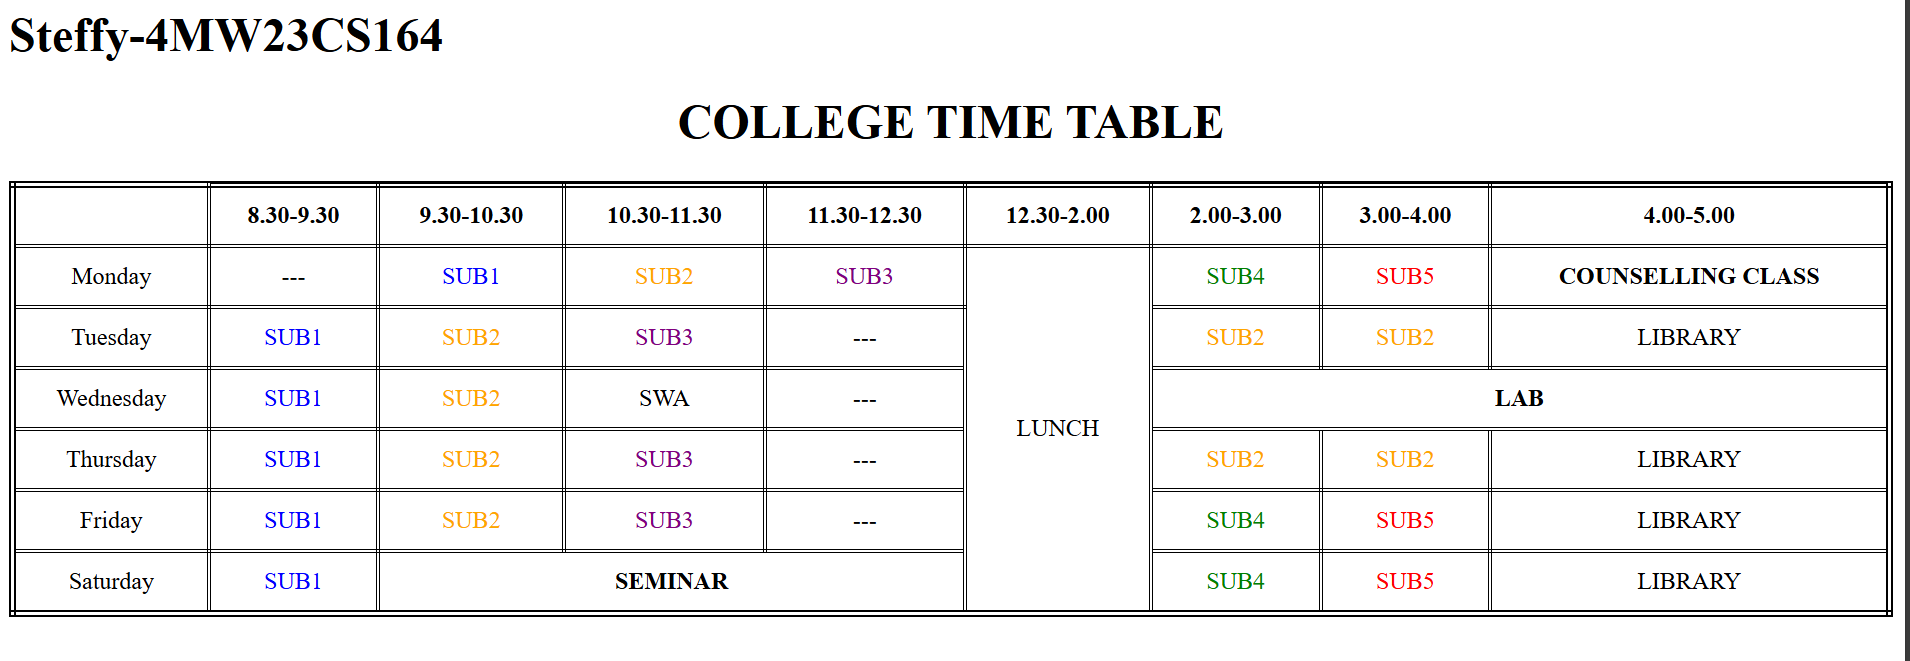 Steffy-4MW23CS164
COLLEGE TIME TABLE
8.30-9.30 9.30-10.30 10.30-11.30 11.30-12.30 12.30-2.00 2.00-3.00 3.00-4.00 4.00-5.00
Monday --- SUB1 SUB2 SUB3 SUB4 SUB5 COUNSELLING CLASS
Tuesday SUB1 SUB2 SUB3 --- SUB2 SUB2 LIBRARY
Wednesday SUB1 SUB2 SWA --- LAB
LUNCH
Thursday SUB1 SUB2 SUB3 --- SUB2 SUB2 LIBRARY
Friday SUB1 SUB2 SUB3 --- SUB4 SUB5 LIBRARY
Saturday SUB1 SEMINAR SUB4 SUB5 LIBRARY